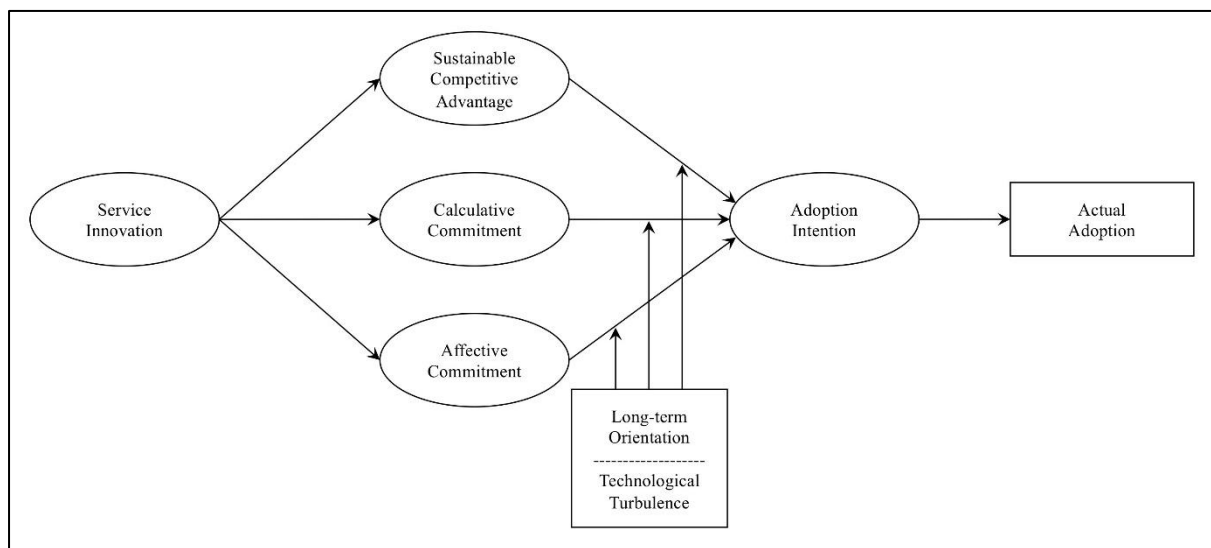 Sustainable
Competitive
Advantage
Service
Innovation
Calculative
Commitment
Adoption
Intention
Actual
Adoption
Affective
Commitment
Long-term
Orientation
--------------------
Technological
Turbulence